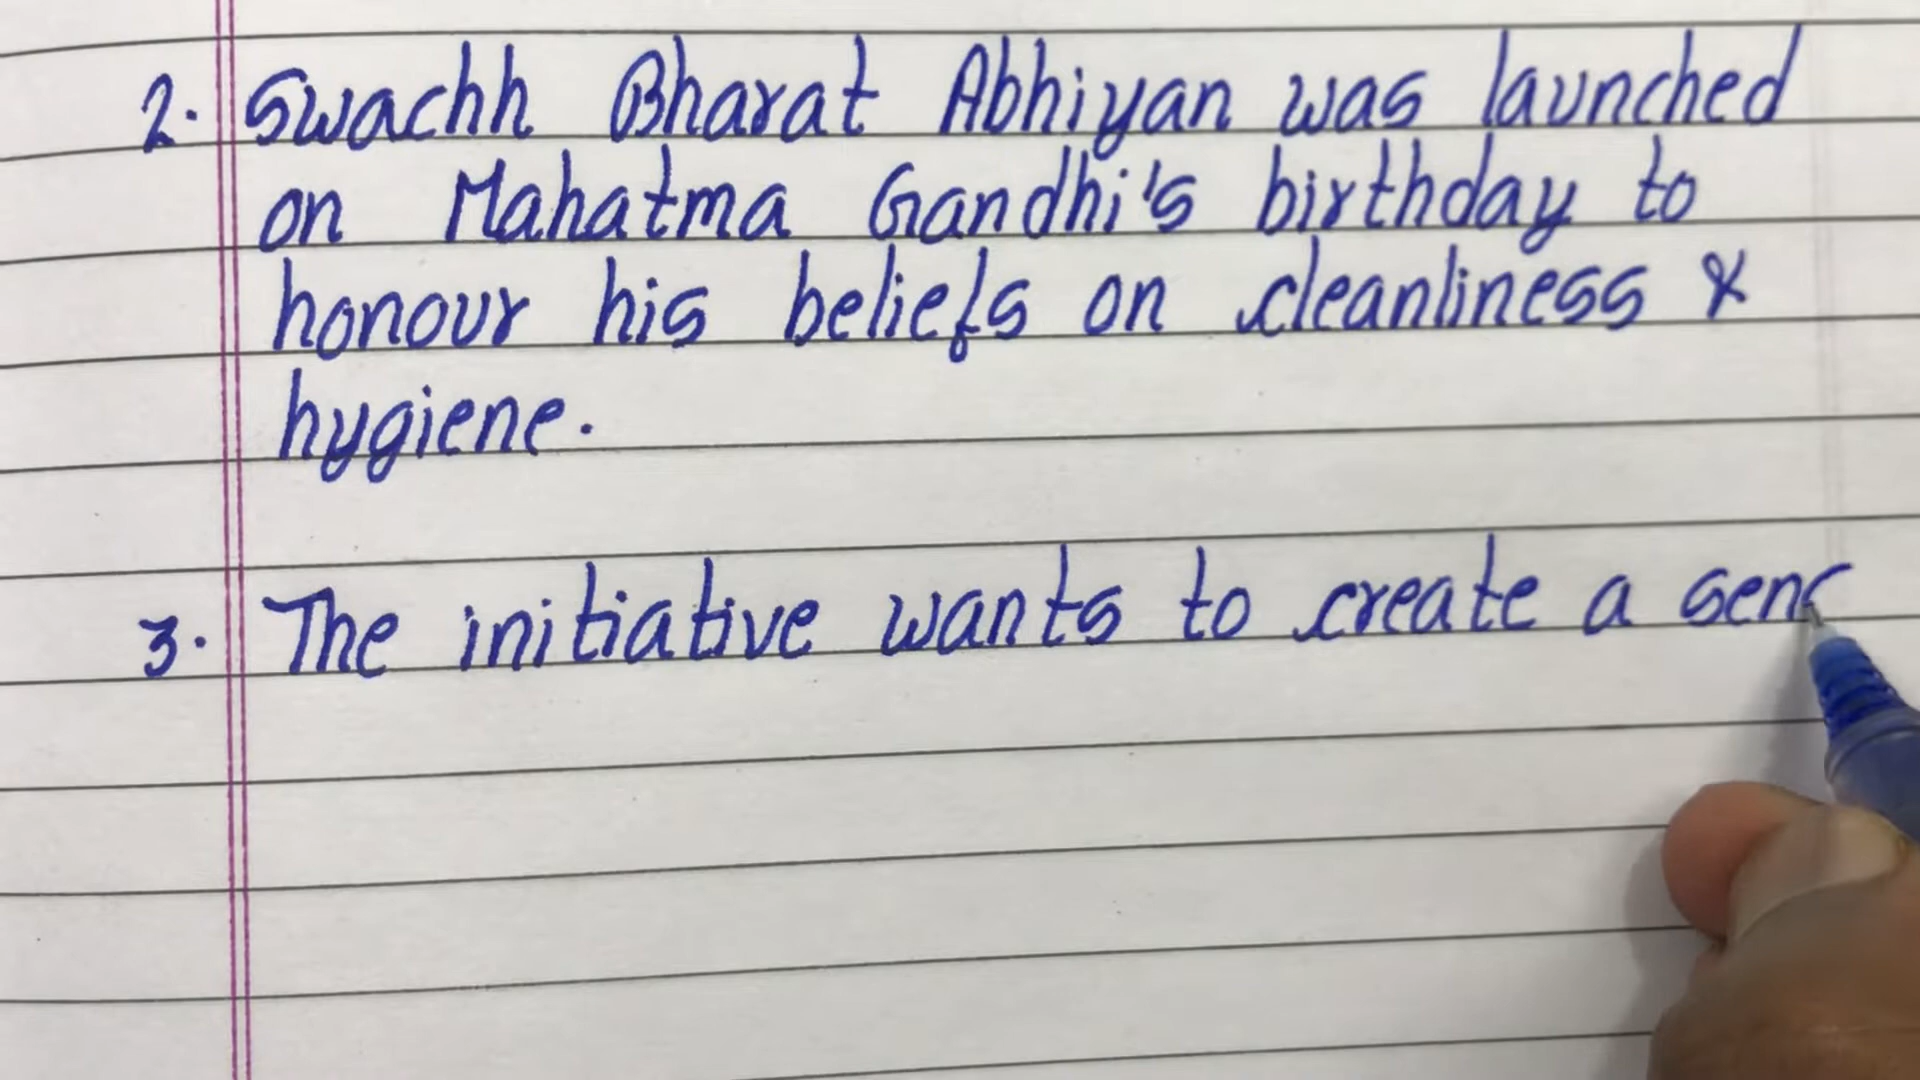 2. Swachh Bharat Abhiyan was launched
on Mahatma Gandhi's birthday to
honour his beliefs on cleanliness &
hygiene.
3. The initiative wants to create a sens